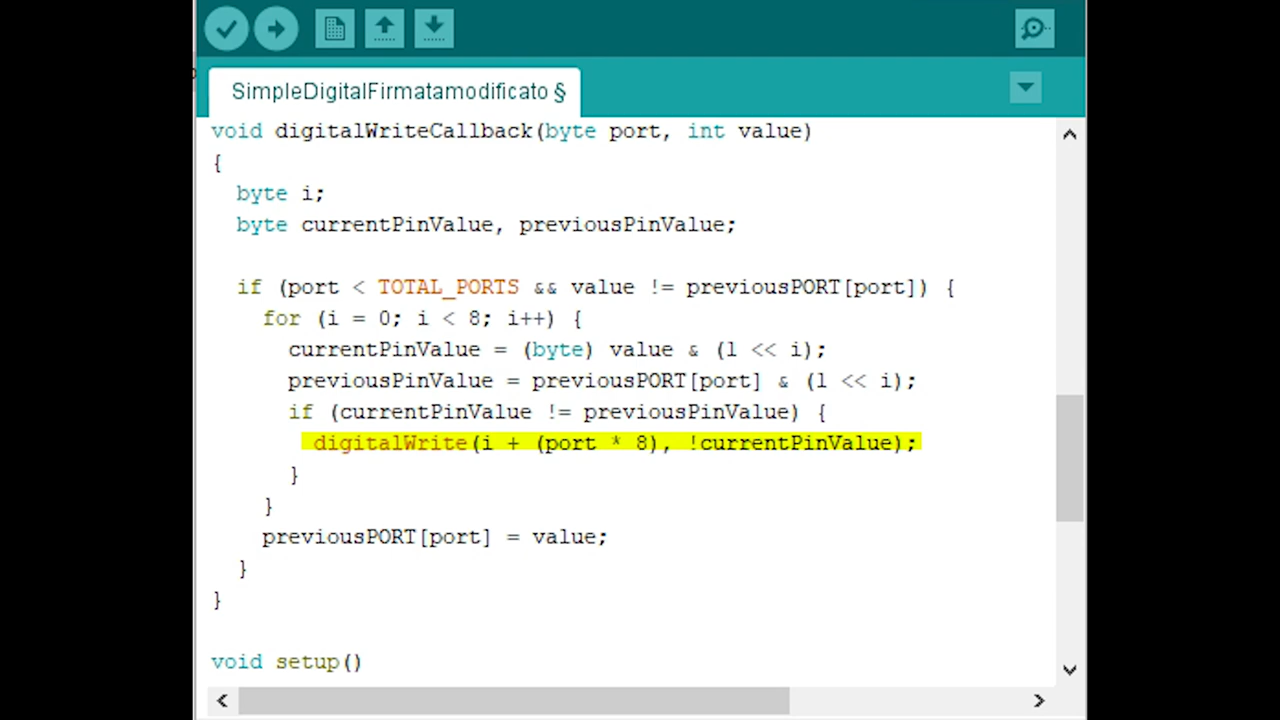 SimpleDigitalFirmatamodificato §
void digitalWriteCallback(byte port, int value)
{
  byte i;
  byte currentPinValue, previousPinValue;
  if (port < TOTAL_PORTS && value != previousPORT[port]) {
    for (i = 0; i < 8; i++) {
      currentPinValue = (byte) value & (1 << i);
      previousPinValue = previousPORT[port] & (1 << i);
      if (currentPinValue != previousPinValue) {
        digitalWrite(i + (port * 8), !currentPinValue);
      }
    }
    previousPORT[port] = value;
  }
}
void setup()